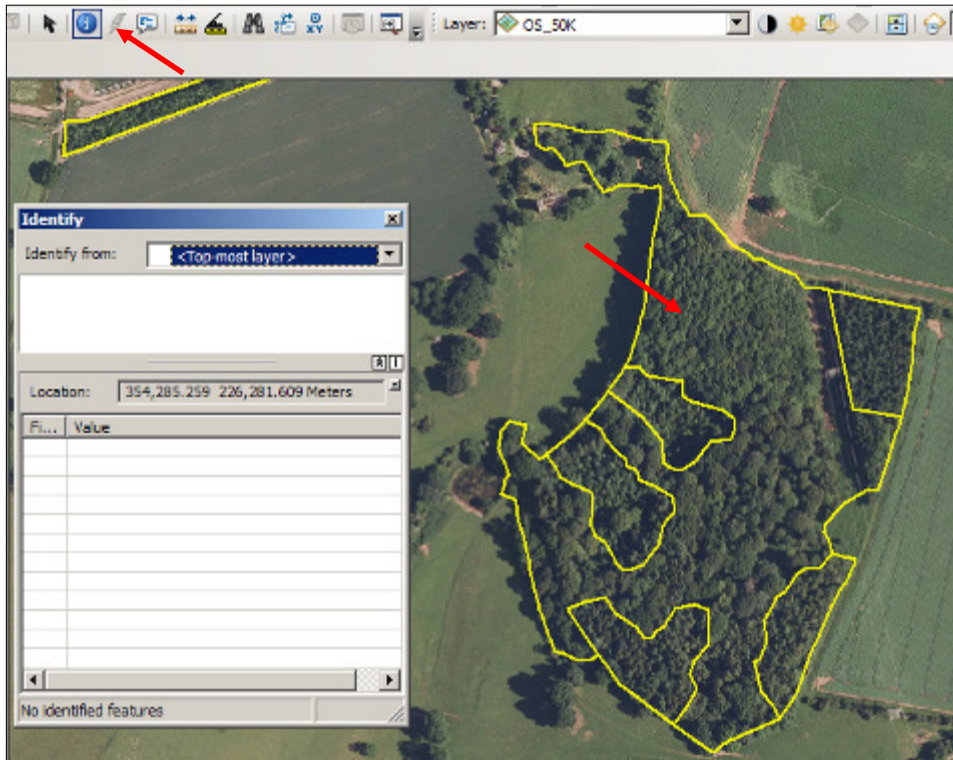 Layer: OS_50K
Identify
Identify from: <Top-most layer>
Location: 354,285.259 226,281.609 Meters
Fi... Value
No identified features